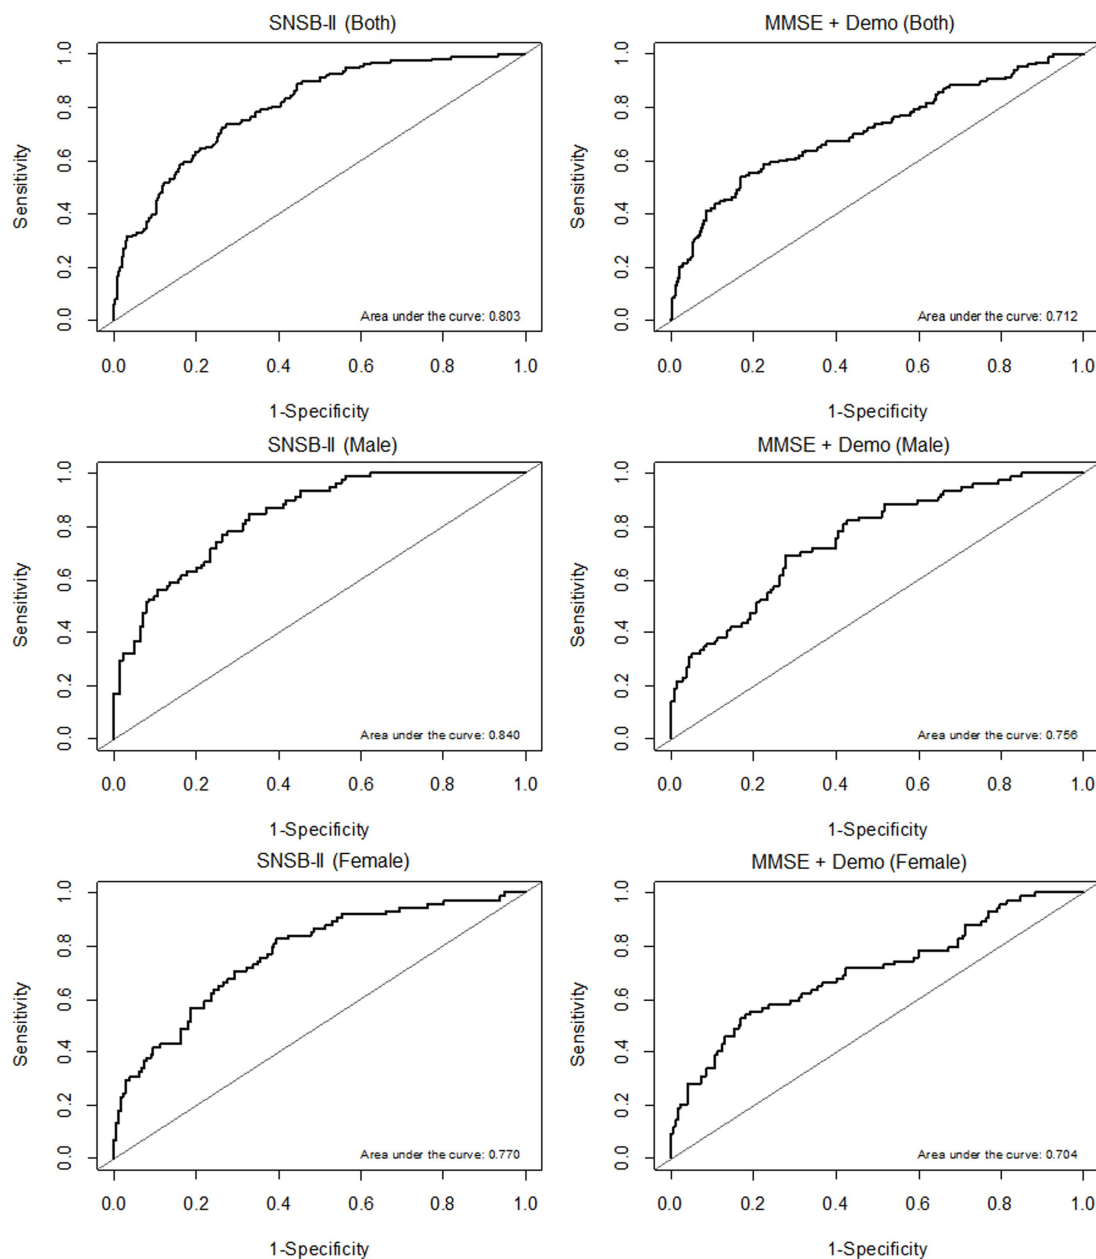 SNSB-II (Both)
Sensitivity
1.0
0.8
0.6
0.4
0.2
0.0
Area under the curve: 0.803
0.0 0.2 0.4 0.6 0.8 1.0
1-Specificity
MMSE + Demo (Both)
Sensitivity
1.0
0.8
0.6
0.4
0.2
0.0
Area under the curve: 0.712
0.0 0.2 0.4 0.6 0.8 1.0
1-Specificity
SNSB-II (Male)
Sensitivity
1.0
0.8
0.6
0.4
0.2
0.0
Area under the curve: 0.840
0.0 0.2 0.4 0.6 0.8 1.0
1-Specificity
MMSE + Demo (Male)
Sensitivity
1.0
0.8
0.6
0.4
0.2
0.0
Area under the curve: 0.756
0.0 0.2 0.4 0.6 0.8 1.0
1-Specificity
SNSB-II (Female)
Sensitivity
1.0
0.8
0.6
0.4
0.2
0.0
Area under the curve: 0.770
0.0 0.2 0.4 0.6 0.8 1.0
1-Specificity
MMSE + Demo (Female)
Sensitivity
1.0
0.8
0.6
0.4
0.2
0.0
Area under the curve: 0.704
0.0 0.2 0.4 0.6 0.8 1.0
1-Specificity